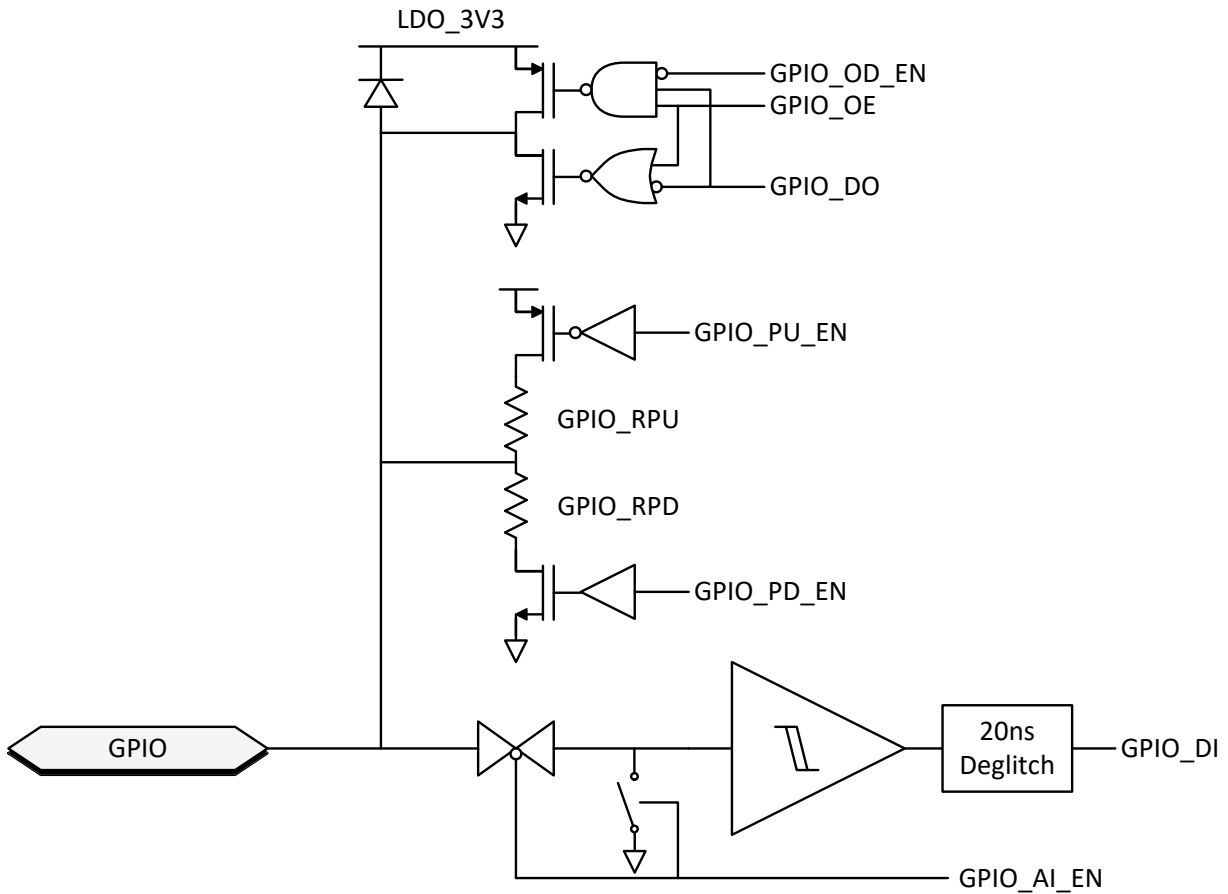 LDO_3V3
GPIO_OD_EN
GPIO_OE
GPIO_DO
GPIO_PU_EN
GPIO_RPU
GPIO_RPD
GPIO_PD_EN
GPIO
20ns
Deglitch
GPIO_DI
GPIO_AI_EN